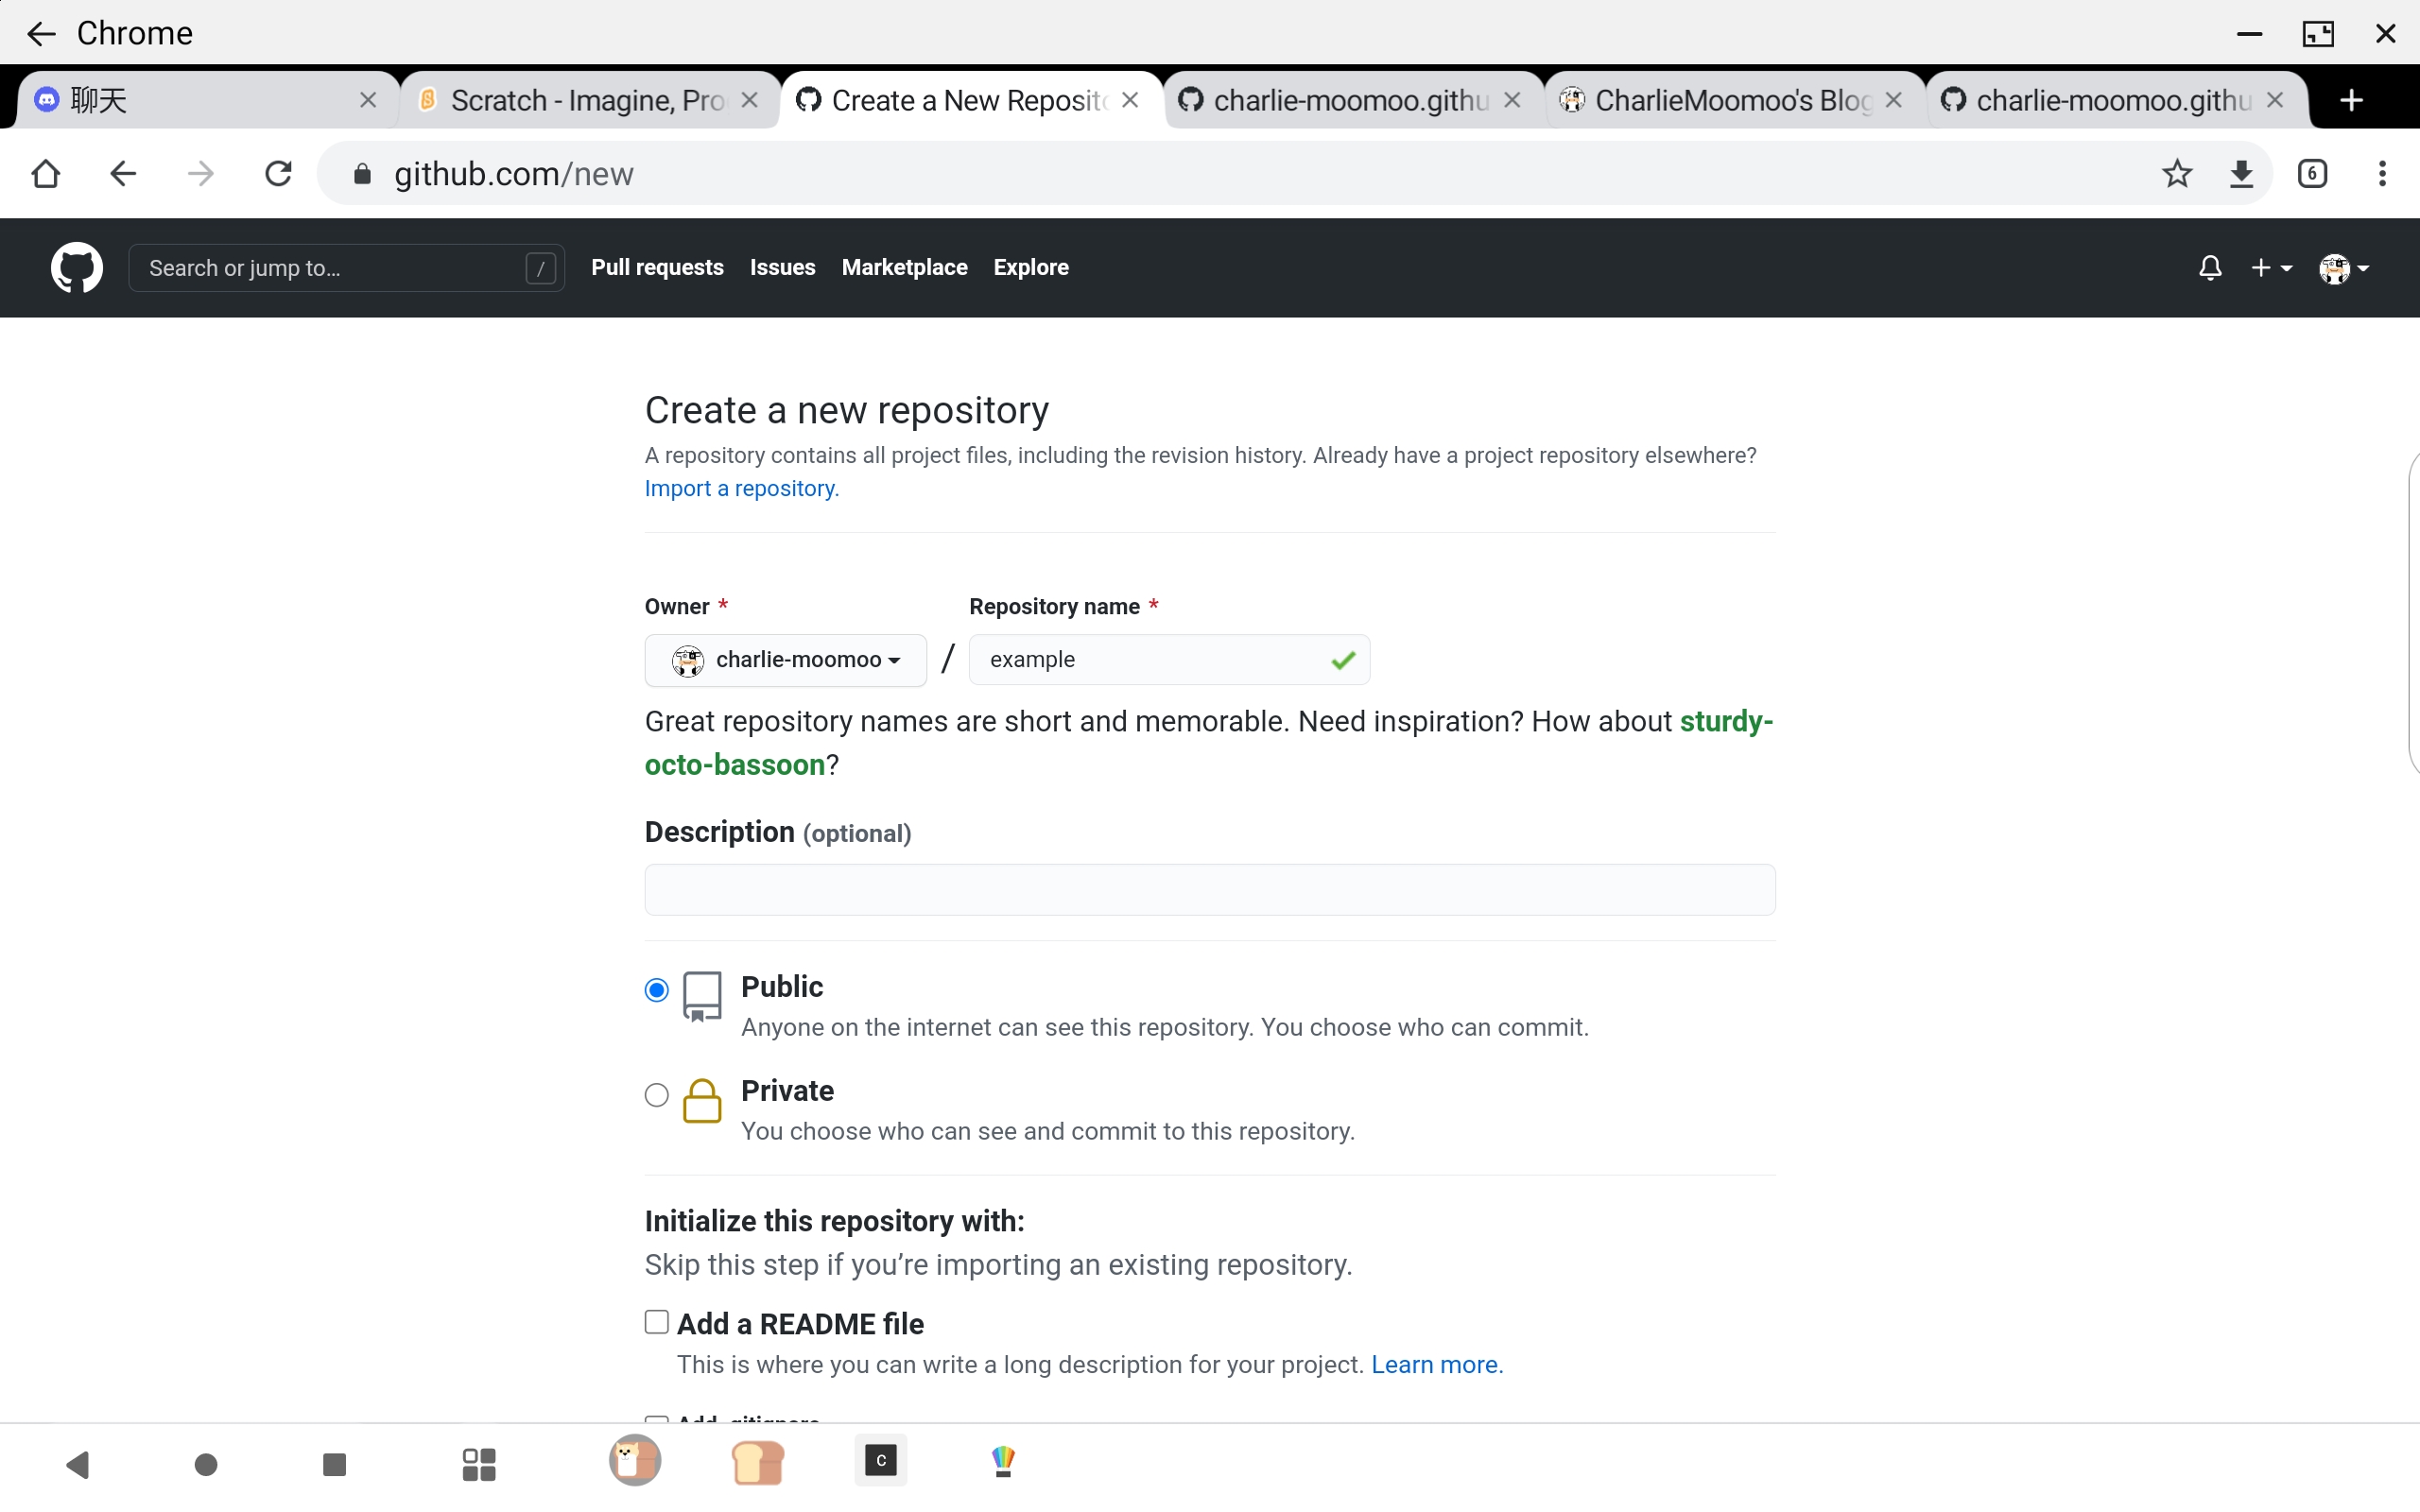 Chrome
聊天
Scratch - Imagine, Pro
Create a New Reposit
charlie-moomoo.githu
CharlieMoomoo's Blog
charlie-moomoo.githu
github.com/new
6
Search or jump to…
/
Pull requests
Issues
Marketplace
Explore
Create a new repository
A repository contains all project files, including the revision history. Already have a project repository elsewhere?
Import a repository.
Owner *
Repository name *
charlie-moomoo
/
example
Great repository names are short and memorable. Need inspiration? How about sturdy-
octo-bassoon?
Description (optional)
Public
Anyone on the internet can see this repository. You choose who can commit.
Private
You choose who can see and commit to this repository.
Initialize this repository with:
Skip this step if you’re importing an existing repository.
Add a README file
This is where you can write a long description for your project. Learn more.
Add .gitignore
C